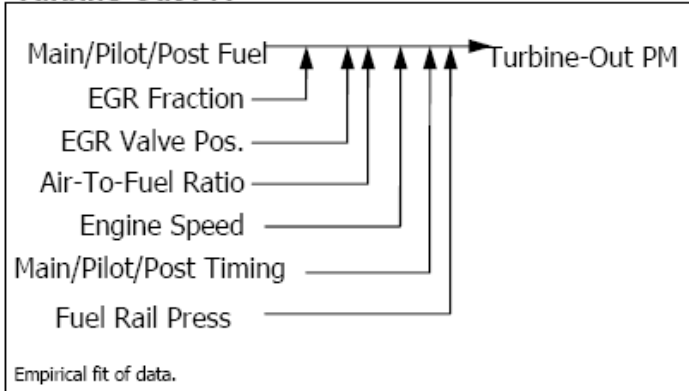 Main/Pilot/Post Fuel
Turbine-Out PM
EGR Fraction
EGR Valve Pos.
Air-To-Fuel Ratio
Engine Speed
Main/Pilot/Post Timing
Fuel Rail Press
Empirical fit of data.